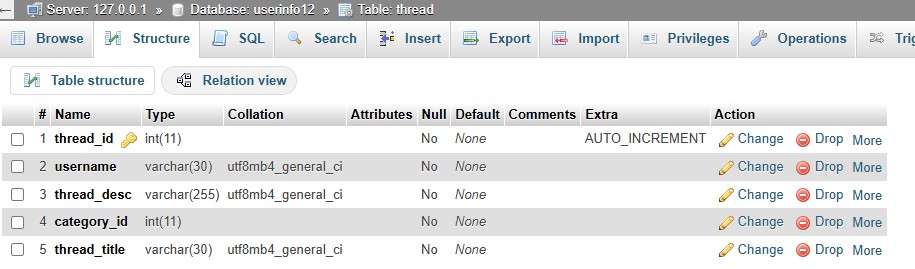 Server: 127.0.0.1 » Database: userinfo12 » Table: thread
Browse Structure SQL Search Insert Export Import Privileges Operations
Table structure Relation view
# Name Type Collation Attributes Null Default Comments Extra Action
1 thread_id int(11) No None AUTO_INCREMENT Change Drop More
2 username varchar(30) utf8mb4_general_ci No None Change Drop More
3 thread_desc varchar(255) utf8mb4_general_ci No None Change Drop More
4 category_id int(11) No None Change Drop More
5 thread_title varchar(30) utf8mb4_general_ci No None Change Drop More